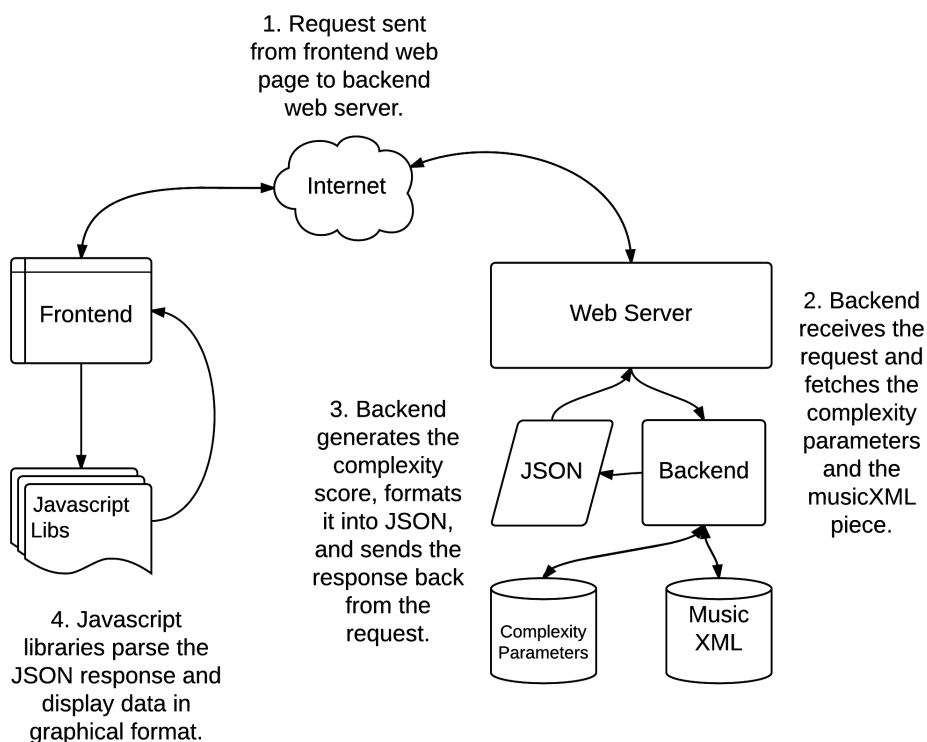 1. Request sent
from frontend web
page to backend
web server.
Internet
Frontend
Web Server
2. Backend
receives the
request and
fetches the
complexity
parameters
and the
musicXML
piece.
3. Backend
generates the
complexity
score, formats
it into JSON,
and sends the
response back
from the
request.
JSON
Backend
Javascript
Libs
Complexity
Parameters
Music
XML
4. Javascript
libraries parse the
JSON response and
display data in
graphical format.